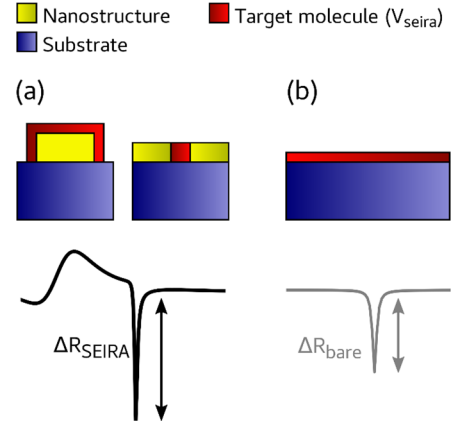 Nanostructure
Target molecule (Vseira)
Substrate
(a)
(b)
ΔRSEIRA
ΔRbare